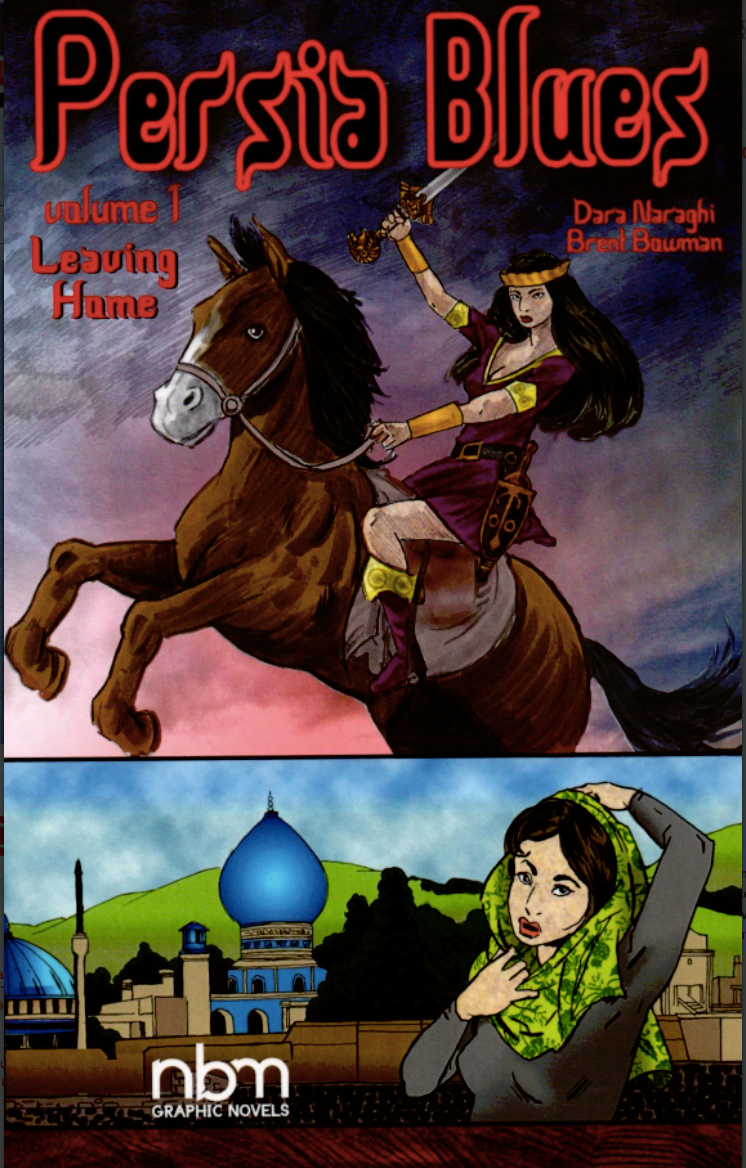 Persia Blues
volume 1
Leaving
Home
Dara Naraghi
Brent Bowman
nbm
GRAPHIC NOVELS